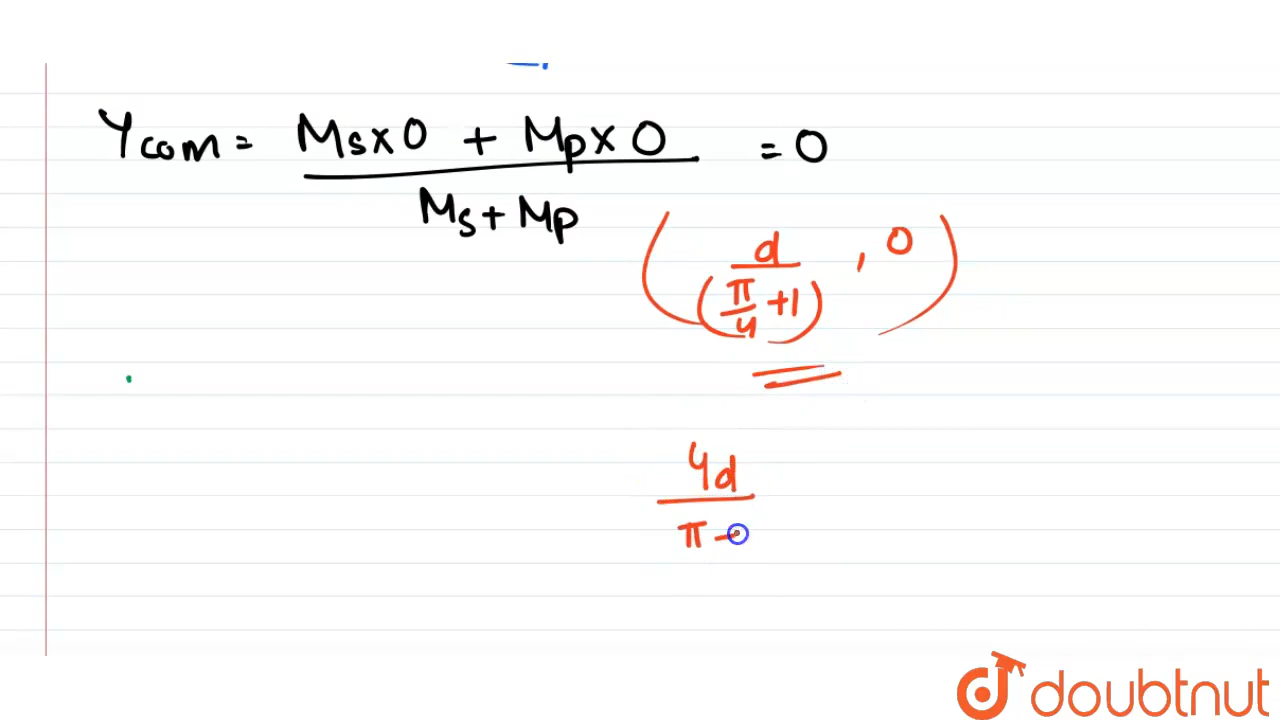 Ycom = Ms×0 + Mp×0 = 0
Ms + Mp
( d , 0 )
(π/4 + 1)
4d
π -
doubtnut